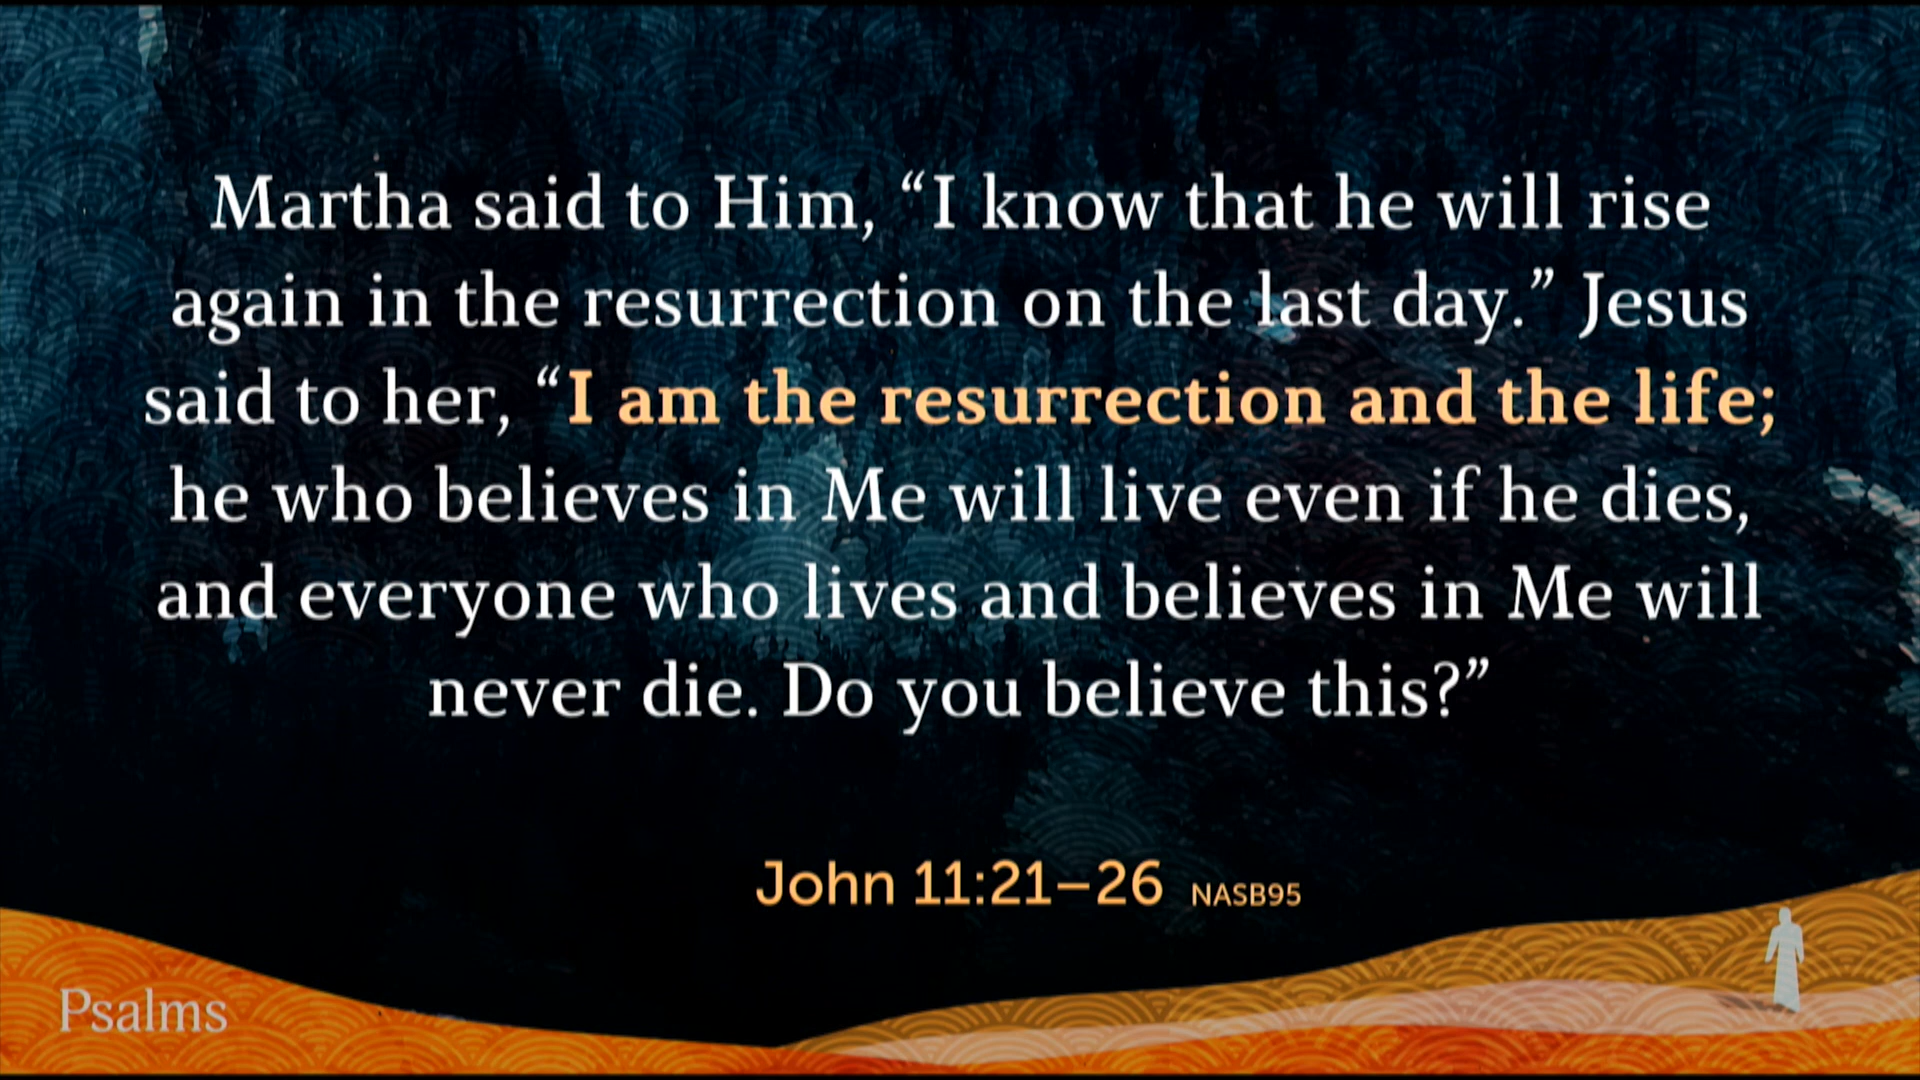 Martha said to Him, “I know that he will rise
again in the resurrection on the last day.” Jesus
said to her, “I am the resurrection and the life;
he who believes in Me will live even if he dies,
and everyone who lives and believes in Me will
never die. Do you believe this?”
John 11:21–26 NASB95
Psalms